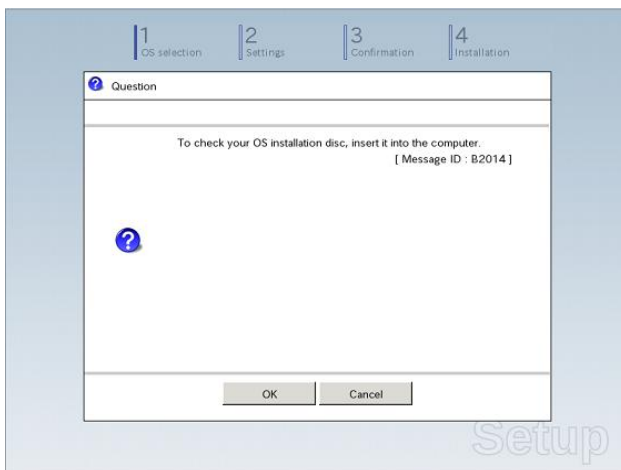 1
OS selection
2
Settings
3
Confirmation
4
Installation
Question
To check your OS installation disc, insert it into the computer.
[ Message ID : B2014 ]
OK
Cancel
Setup